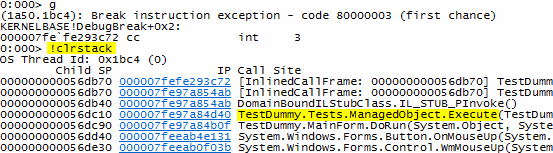 0:000> g
(1a50.1bc4): Break instruction exception - code 80000003 (first chance)
KERNELBASE!DebugBreak+0x2:
000007fe`fe293c72 cc int 3
0:000> !clrstack
OS Thread Id: 0x1bc4 (0)
Child SP IP Call Site
000000000056db70 000007fefe293c72 [InlinedCallFrame: 000000000056db70] TestDumm
000000000056db70 000007fe97a854ab [InlinedCallFrame: 000000000056db70] TestDumm
000000000056db40 000007fe97a854ab DomainBoundILStubClass.IL_STUB_PInvoke()
000000000056dc10 000007fe97a84d40 TestDummy.Tests.ManagedObject.Execute(TestDum
000000000056dc90 000007fe97a84b0f TestDummy.MainForm.DoRun(System.Object, System
000000000056dd40 000007feeab4e131 System.Windows.Forms.Button.OnMouseUp(System.
000000000056de30 000007feeab0f03b System.Windows.Forms.Control.WmMouseUp(System